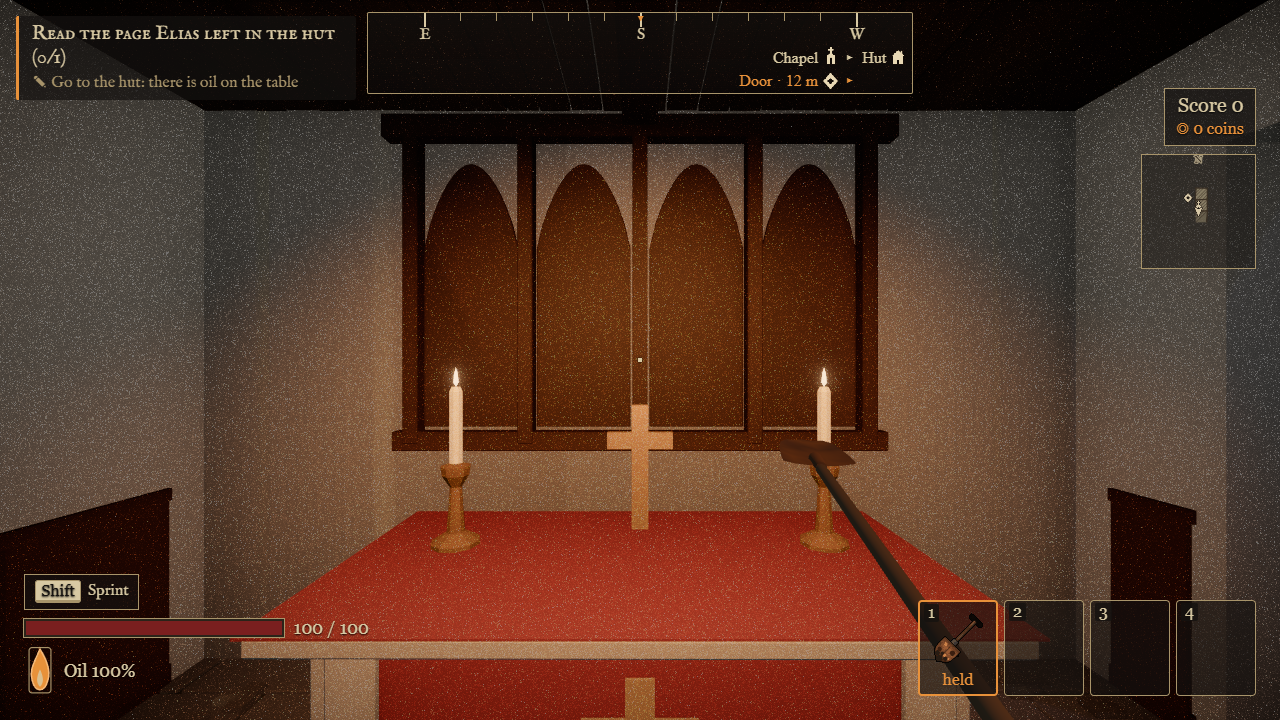 Read the page Elias left in the hut
(0/1)
Go to the hut: there is oil on the table
E S W
Chapel Hut
Door · 12 m
Score 0
0 coins
N
Shift Sprint
100 / 100
Oil 100%
1 2 3 4
held